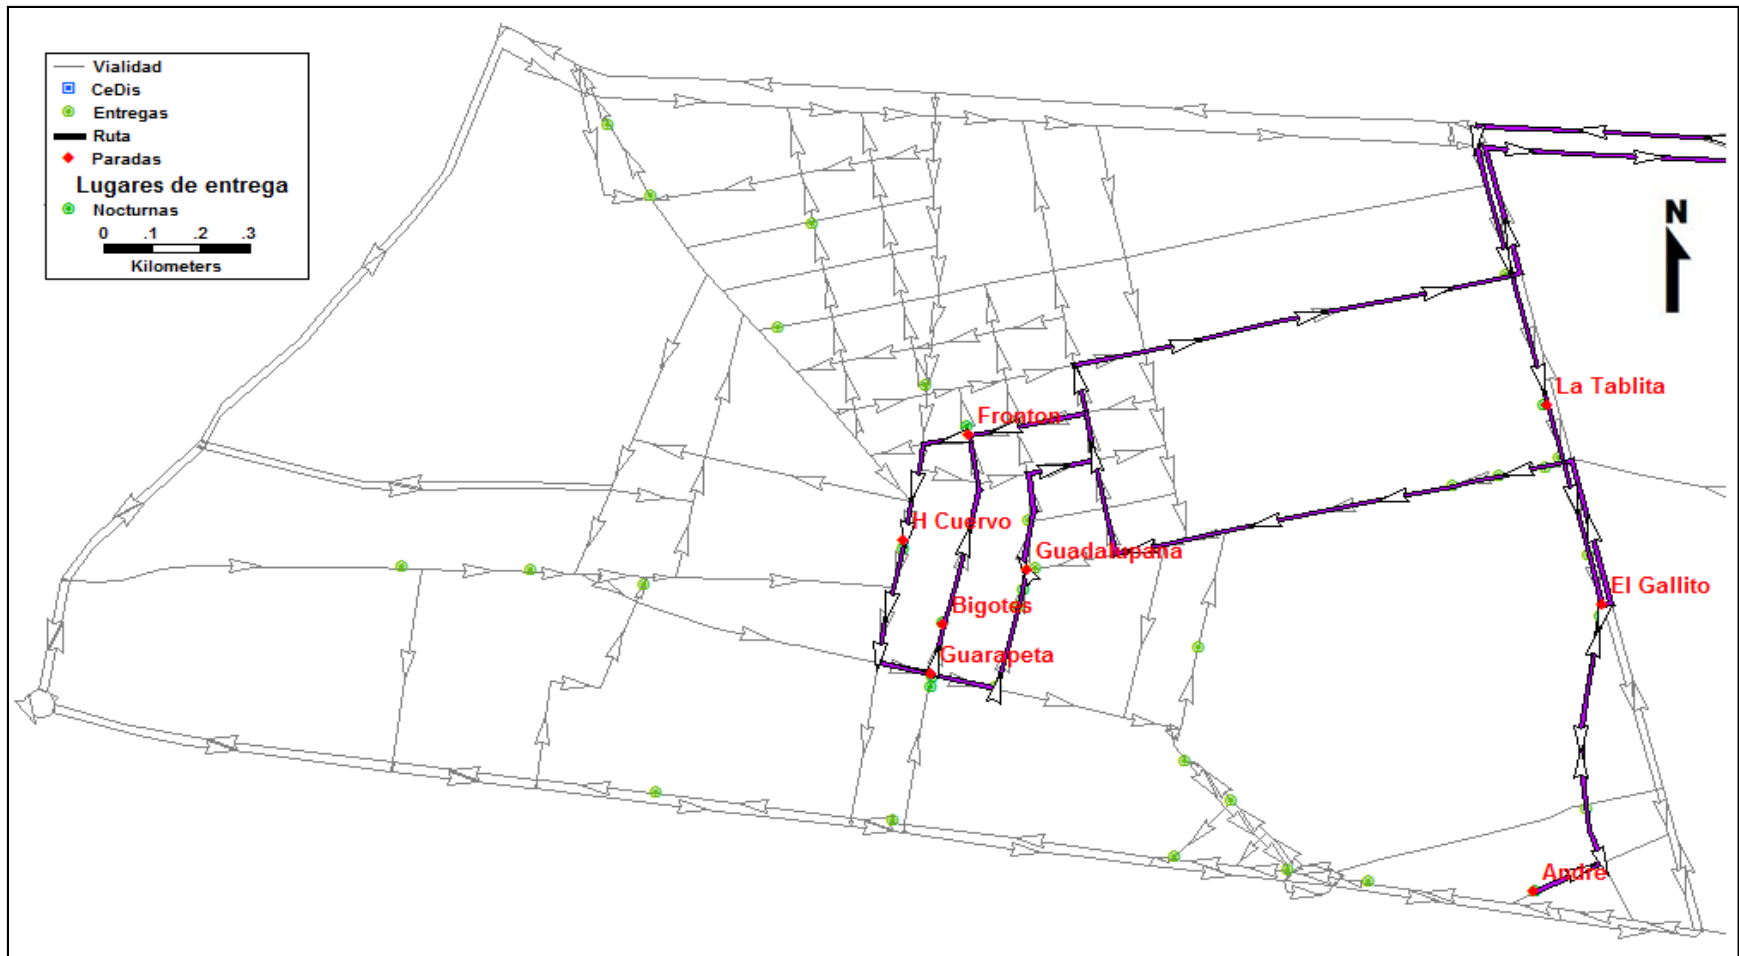 Vialidad
CeDis
Entregas
Ruta
Paradas
Lugares de entrega
Nocturnas
0 .1 .2 .3
Kilometers
N
La Tablita
Fronton
H Cuervo
Guadalupana
El Gallito
Bigotes
Guarapeta
Andre